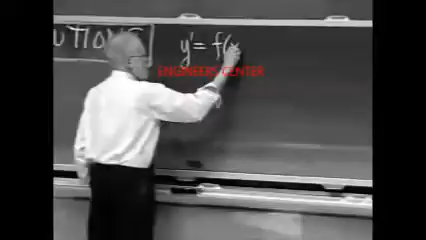 UTIONS
y' = f(x
ENGINEERS CENTER